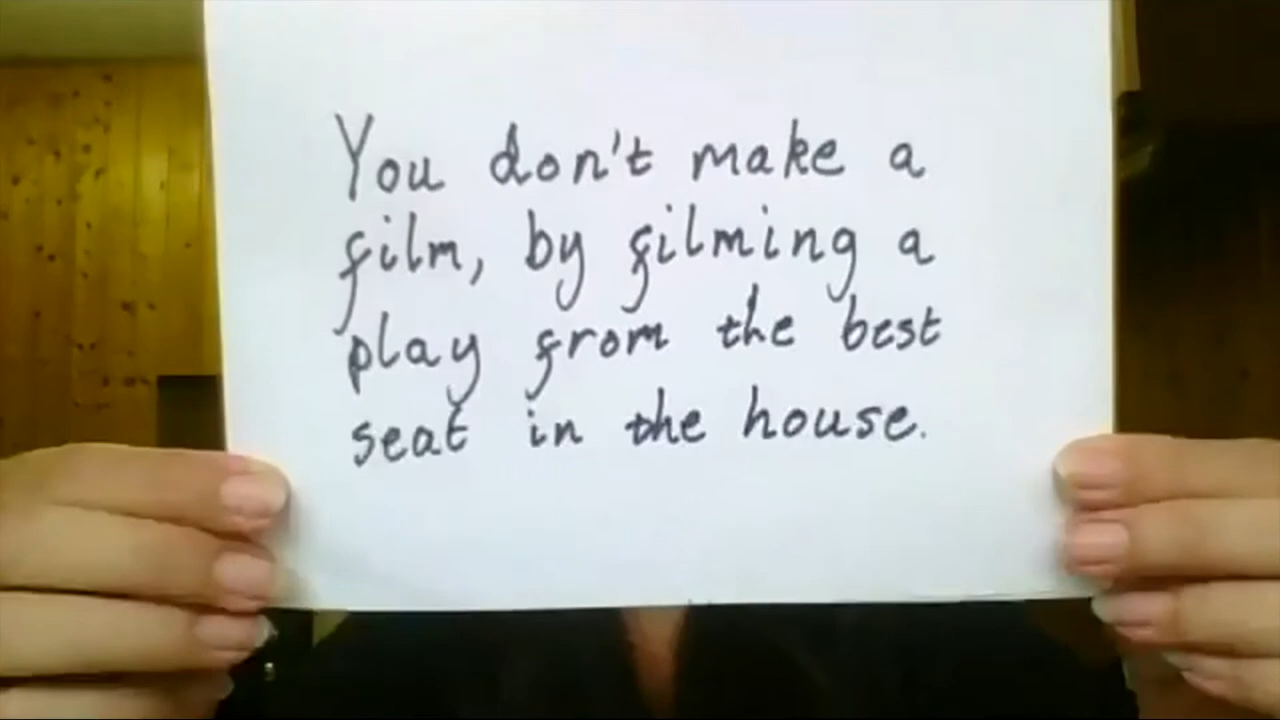 You don't make a
film, by filming a
play from the best
seat in the house.